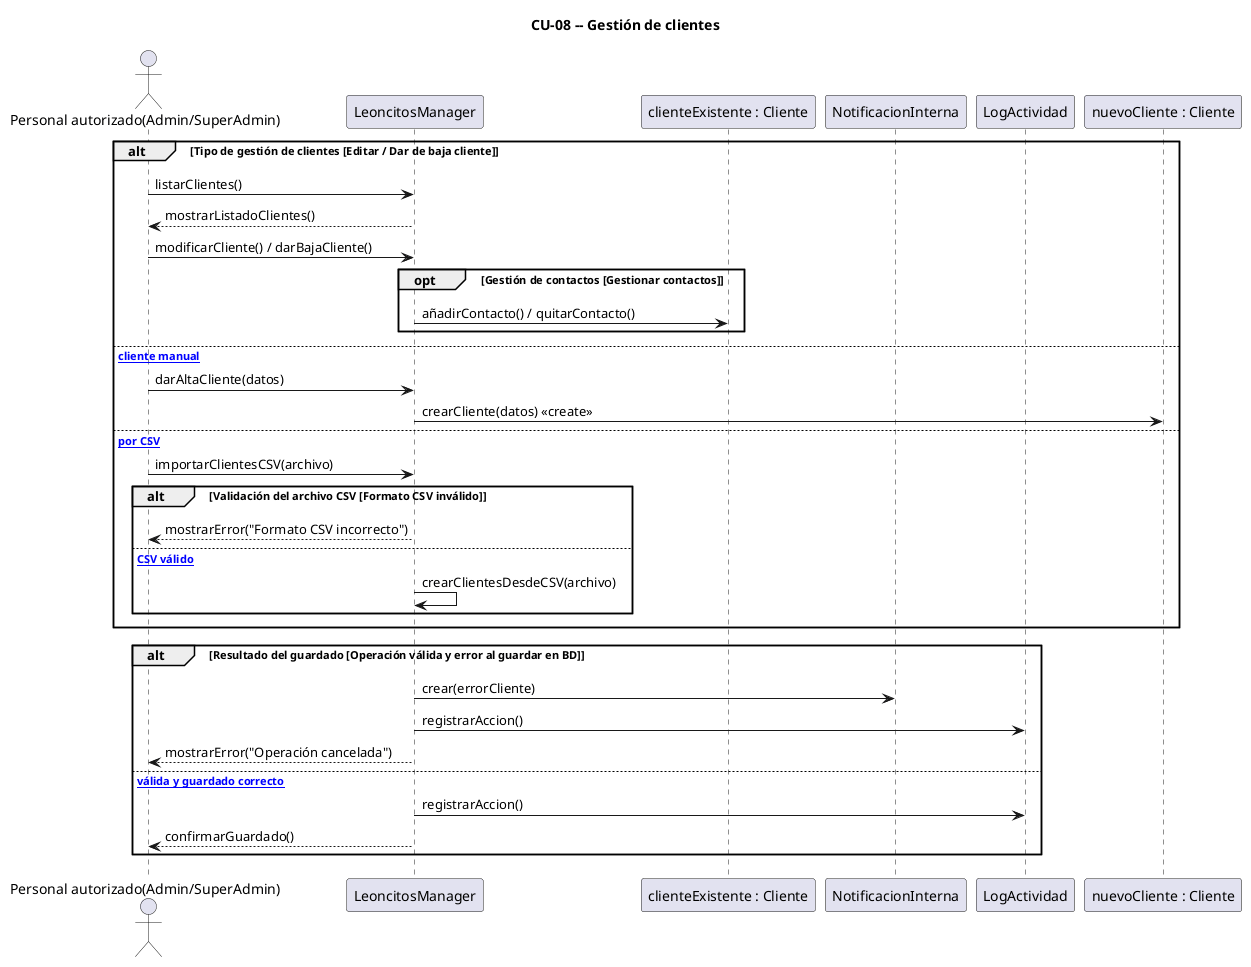 CU-08 -- Gestión de clientes
Personal autorizado(Admin/SuperAdmin)
LeoncitosManager
clienteExistente : Cliente
NotificacionInterna
LogActividad
nuevoCliente : Cliente
alt [Tipo de gestión de clientes [Editar / Dar de baja cliente]]
listarClientes()
mostrarListadoClientes()
modificarCliente() / darBajaCliente()
opt [Gestión de contactos [Gestionar contactos]]
añadirContacto() / quitarContacto()
cliente manual
darAltaCliente(datos)
crearCliente(datos) «create»
por CSV
importarClientesCSV(archivo)
alt [Validación del archivo CSV [Formato CSV inválido]]
mostrarError("Formato CSV incorrecto")
CSV válido
crearClientesDesdeCSV(archivo)
alt [Resultado del guardado [Operación válida y error al guardar en BD]]
crear(errorCliente)
registrarAccion()
mostrarError("Operación cancelada")
válida y guardado correcto
registrarAccion()
confirmarGuardado()
Personal autorizado(Admin/SuperAdmin)
LeoncitosManager
clienteExistente : Cliente
NotificacionInterna
LogActividad
nuevoCliente : Cliente